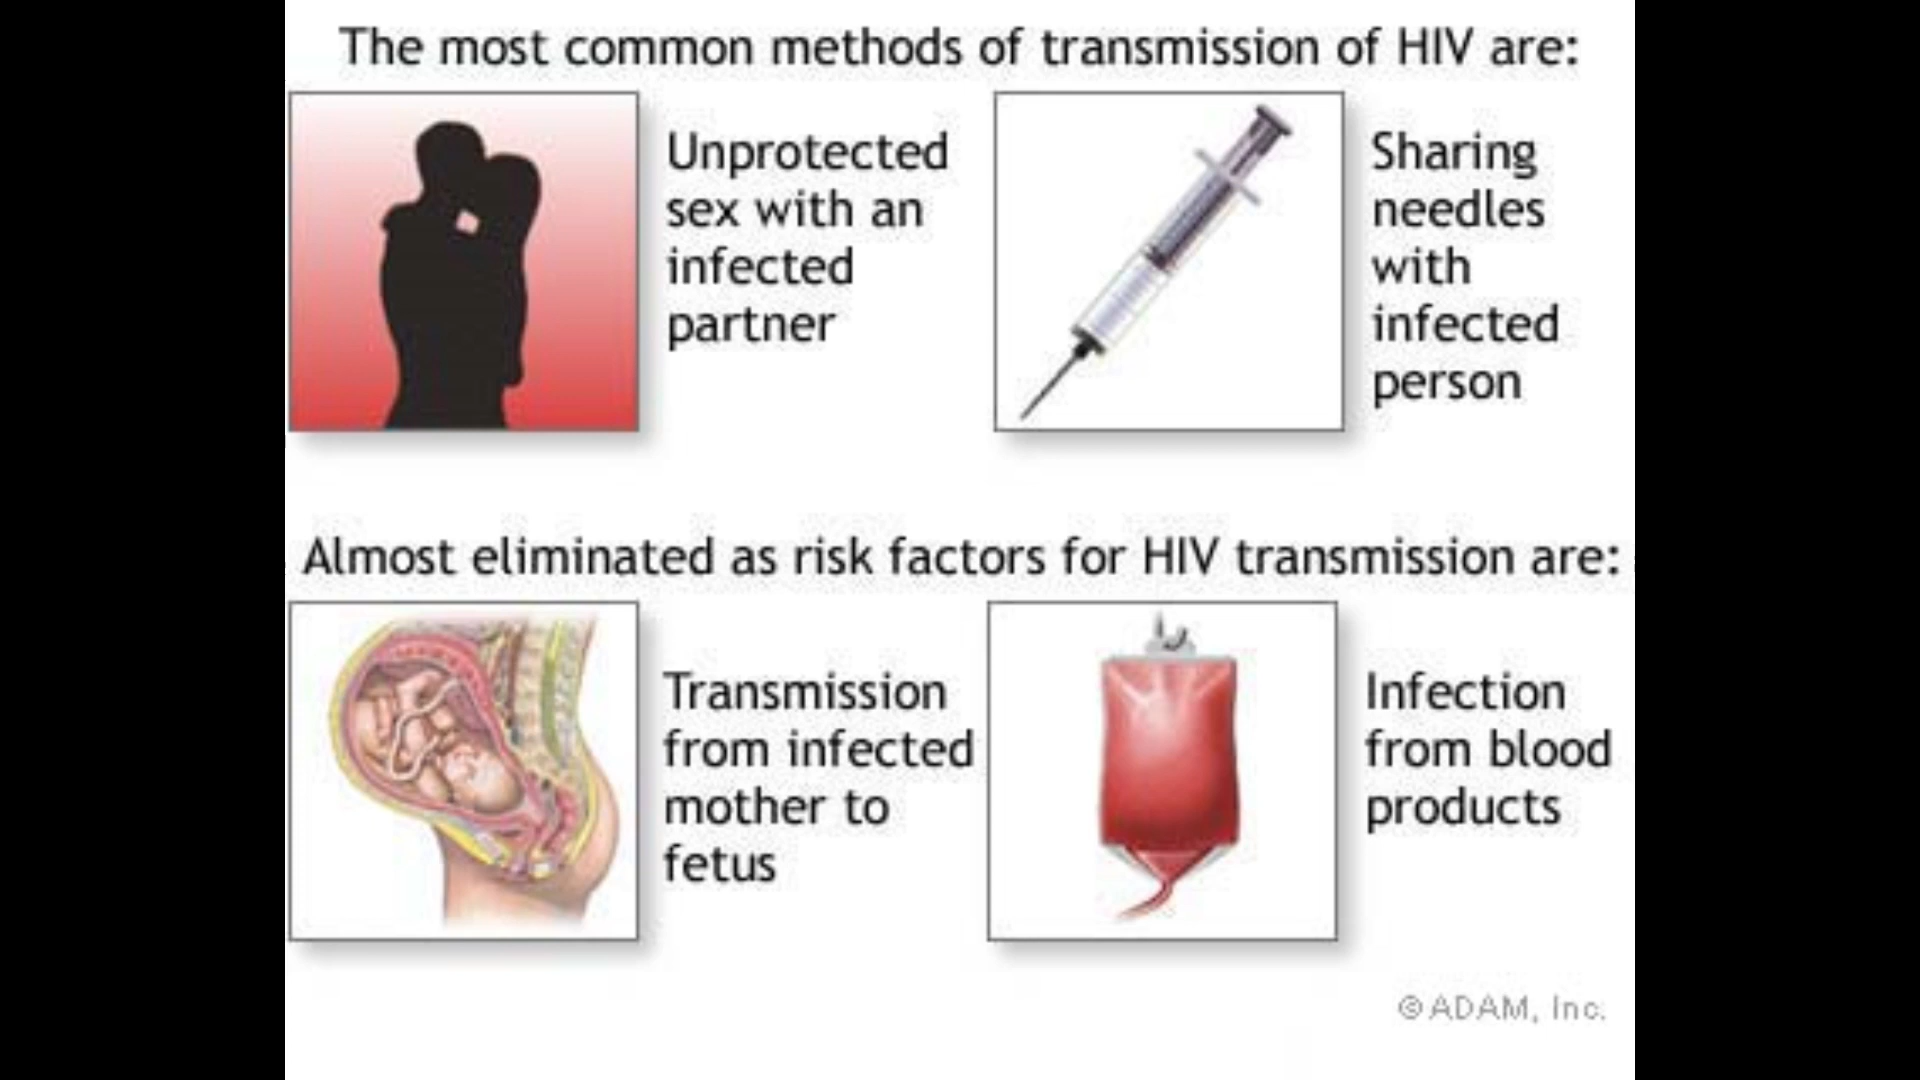 The most common methods of transmission of HIV are:
Unprotected
sex with an
infected
partner
Sharing
needles
with
infected
person
Almost eliminated as risk factors for HIV transmission are:
Transmission
from infected
mother to
fetus
Infection
from blood
products
©ADAM, Inc.